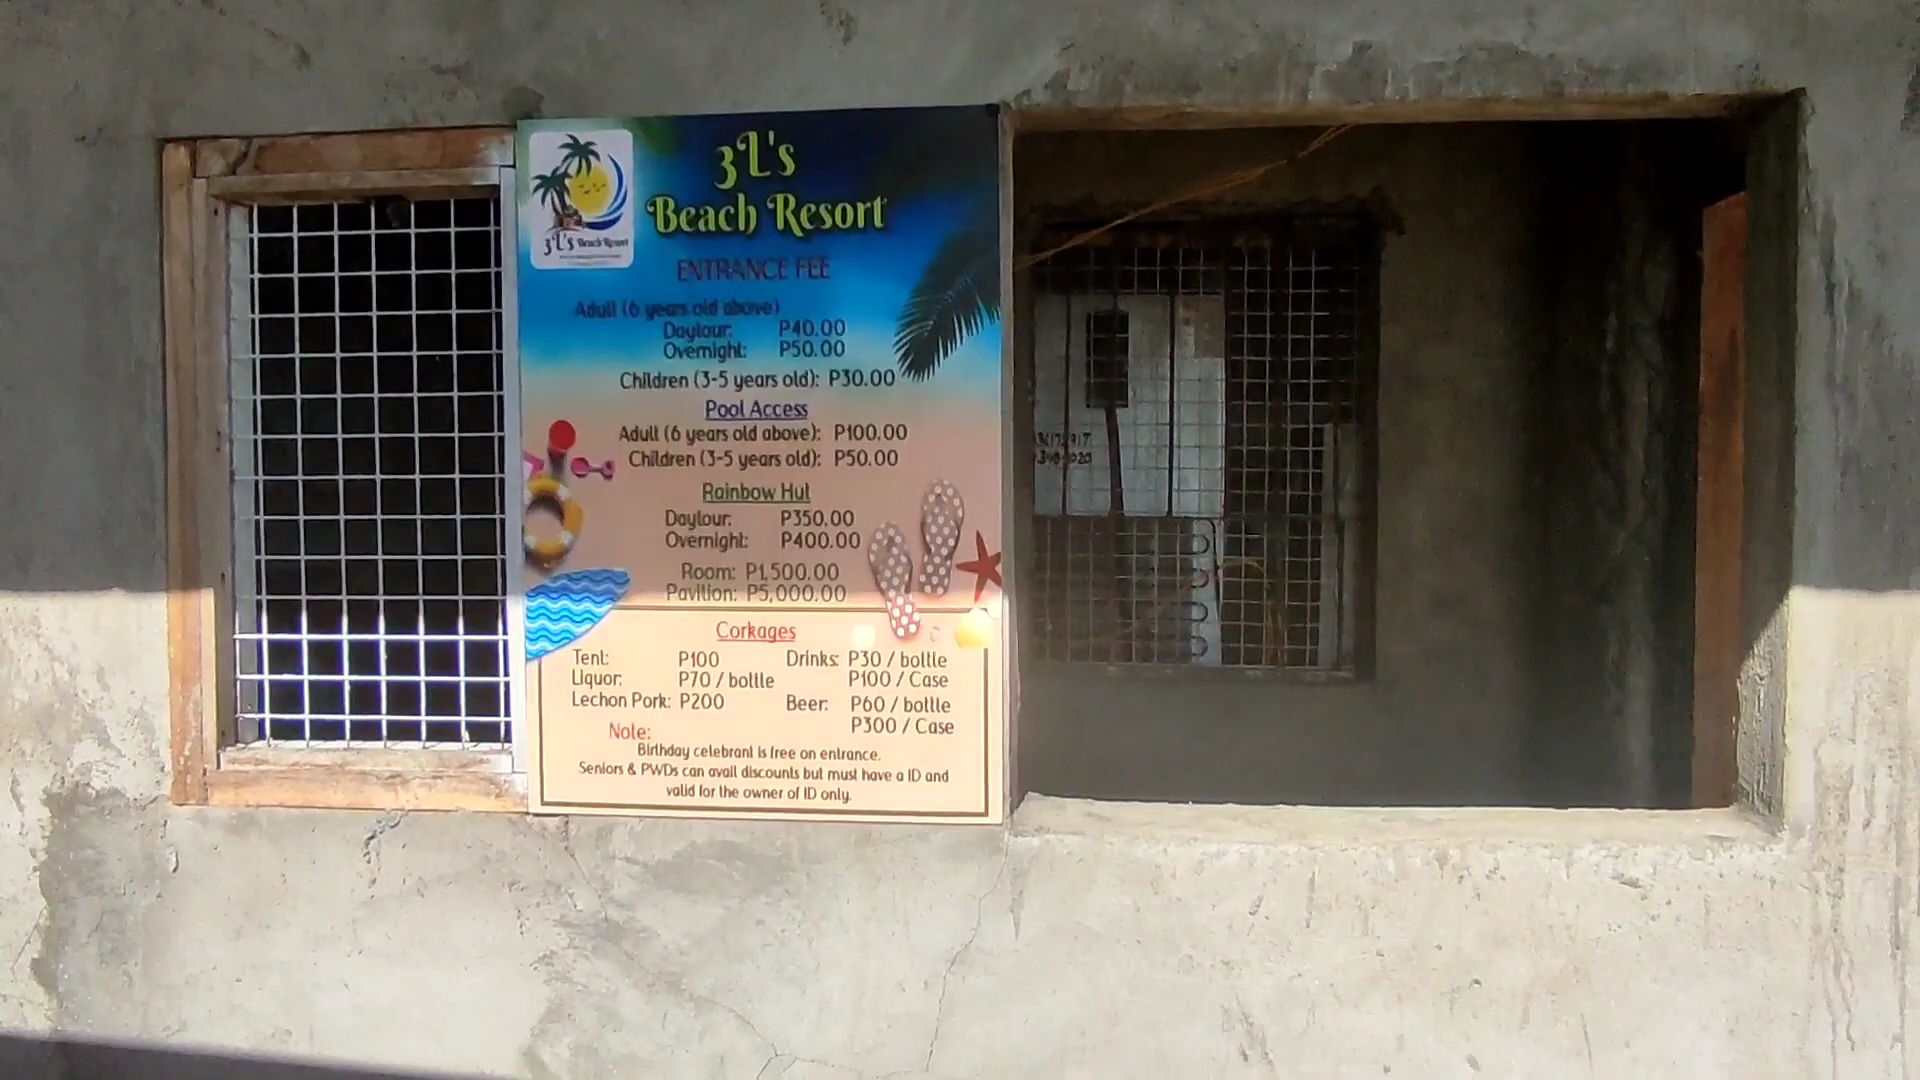 3L's
Beach Resort
3L's Beach Resort
ENTRANCE FEE
Adult (6 years old above)
Daytour: P40.00
Overnight: P50.00
Children (3-5 years old): P30.00
Pool Access
Adult (6 years old above): P100.00
Children (3-5 years old): P50.00
Rainbow Hut
Daytour: P350.00
Overnight: P400.00
Room: P1,500.00
Pavilion: P5,000.00
Corkages
Tent: P100 Drinks: P30 / bottle
Liquor: P70 / bottle P100 / Case
Lechon Pork: P200 Beer: P60 / bottle
P300 / Case
Note:
Birthday celebrant is free on entrance.
Seniors & PWDs can avail discounts but must have a ID and
valid for the owner of ID only.